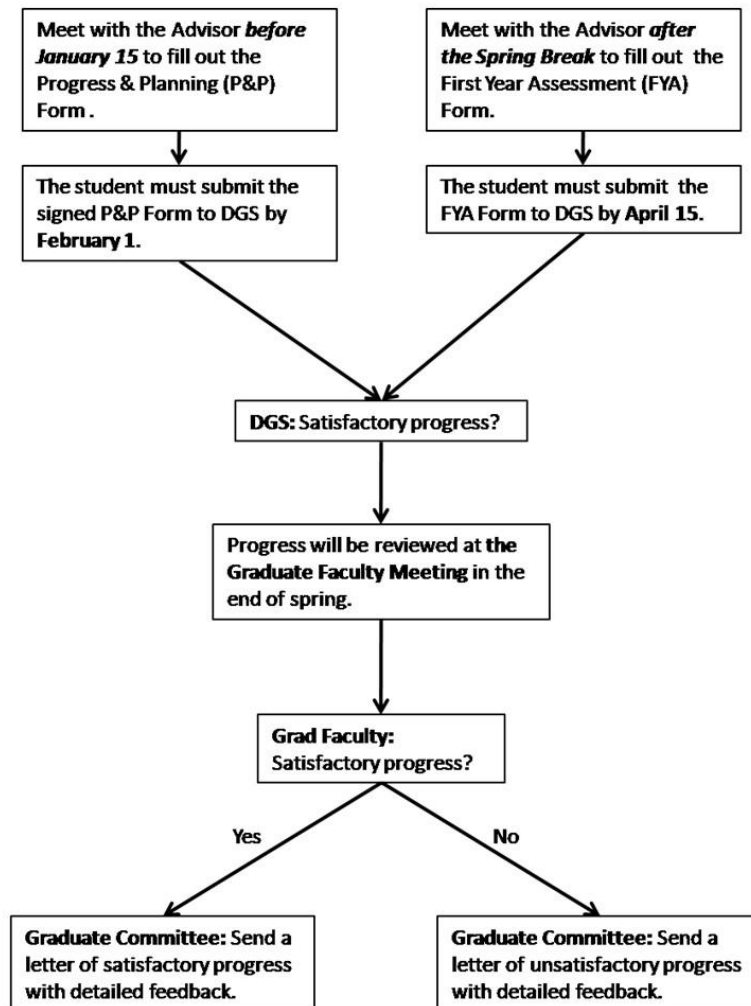 Meet with the Advisor before
January 15 to fill out the
Progress & Planning (P&P)
Form .
Meet with the Advisor after
the Spring Break to fill out the
First Year Assessment (FYA)
Form.
The student must submit the
signed P&P Form to DGS by
February 1.
The student must submit the
FYA Form to DGS by April 15.
DGS: Satisfactory progress?
Progress will be reviewed at the
Graduate Faculty Meeting in the
end of spring.
Grad Faculty:
Satisfactory progress?
Yes
No
Graduate Committee: Send a
letter of satisfactory progress
with detailed feedback.
Graduate Committee: Send a
letter of unsatisfactory progress
with detailed feedback.